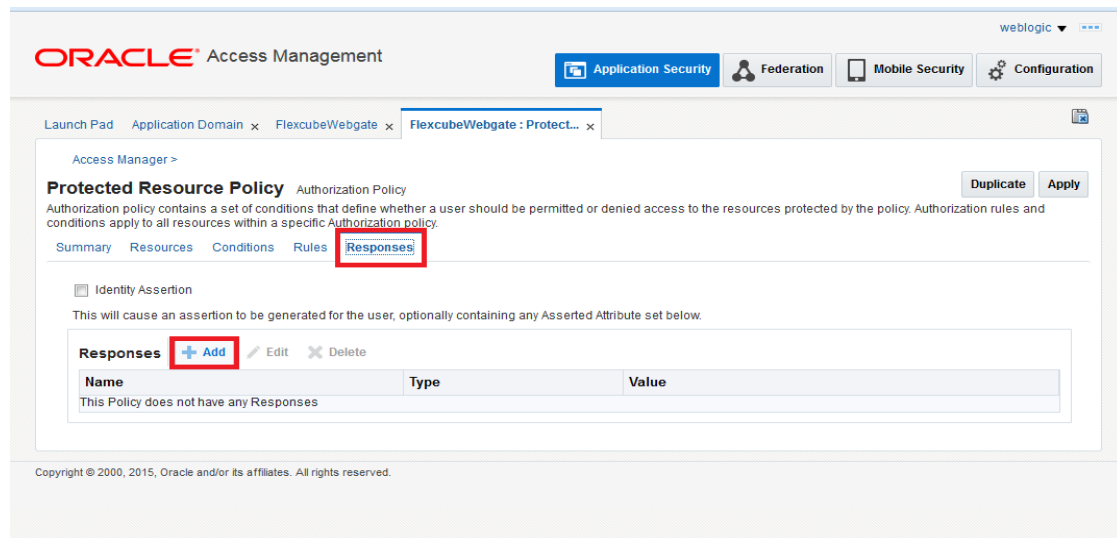 weblogic
ORACLE® Access Management
Application Security Federation Mobile Security Configuration
Launch Pad Application Domain x FlexcubeWebgate x FlexcubeWebgate : Protect... x
Access Manager >
Protected Resource Policy Authorization Policy
Duplicate Apply
Authorization policy contains a set of conditions that define whether a user should be permitted or denied access to the resources protected by the policy. Authorization rules and
conditions apply to all resources within a specific Authorization policy.
Summary Resources Conditions Rules Responses
Identity Assertion
This will cause an assertion to be generated for the user, optionally containing any Asserted Attribute set below.
Responses Add Edit Delete
Name Type Value
This Policy does not have any Responses
Copyright © 2000, 2015, Oracle and/or its affiliates. All rights reserved.